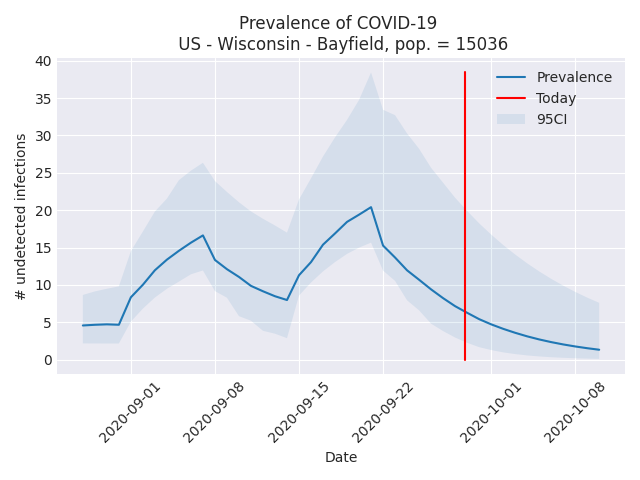 Prevalence of COVID-19
US - Wisconsin - Bayfield, pop. = 15036
40
35
30
25
20
15
10
5
0
# undetected infections
Prevalence
Today
95CI
2020-09-01
2020-09-08
2020-09-15
2020-09-22
2020-10-01
2020-10-08
Date